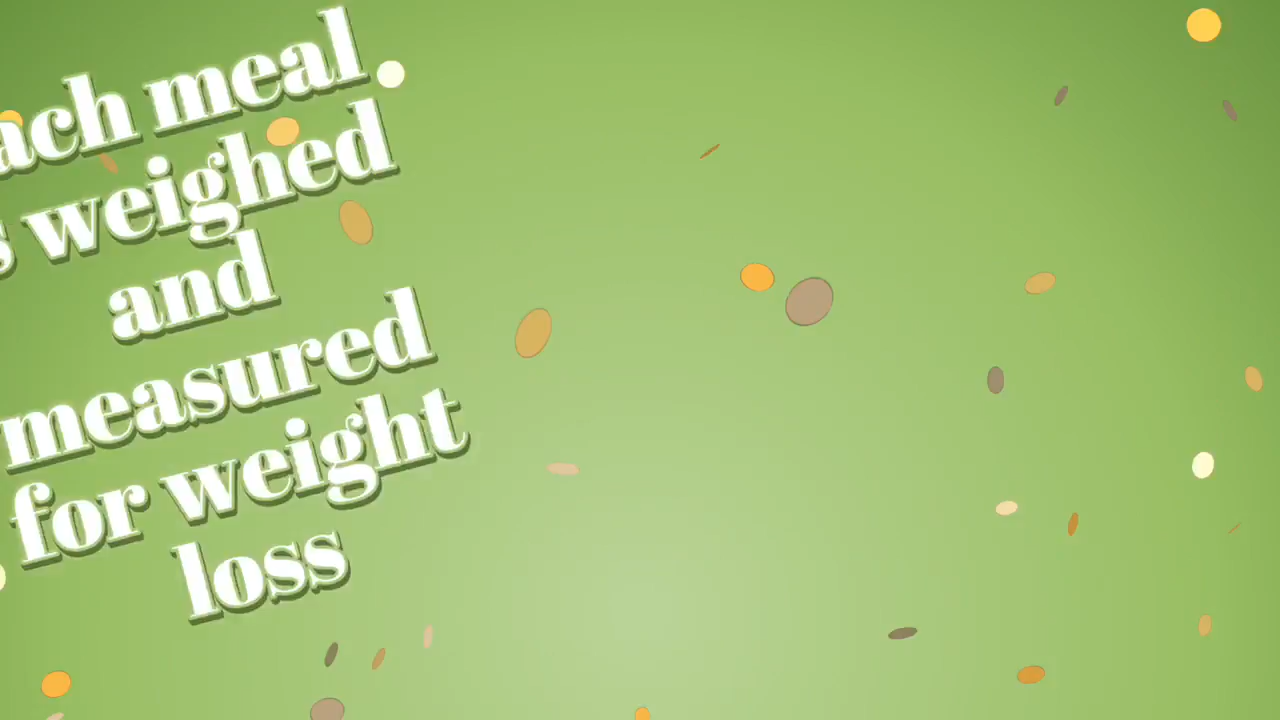 ach meal
s weighed
and
measured
for weight
loss